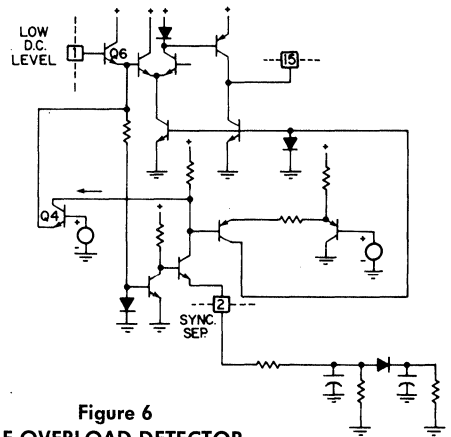 + + + +
LOW
D.C.
LEVEL
1
Q6
15
+ +
Q4
+
-
+
+
-
2
SYNC.
SEP.
Figure 6
E OVERLOAD DETECTOR